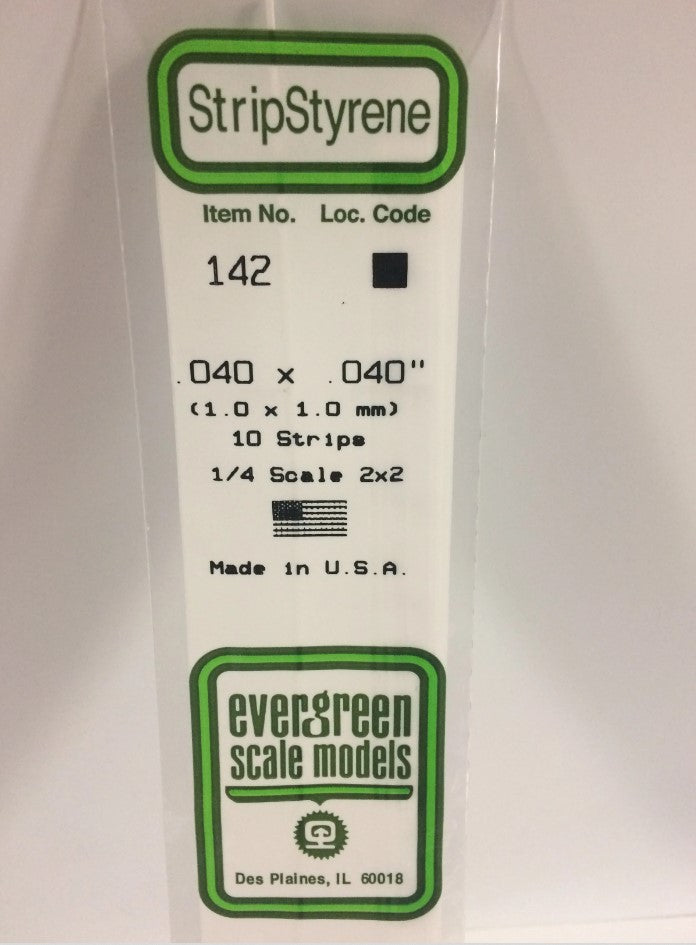 StripStyrene
Item No. Loc. Code
142
.040 x .040"
(1.0 x 1.0 mm)
10 Strips
1/4 Scale 2x2
Made in U.S.A.
evergreen
scale models
Des Plaines, IL 60018